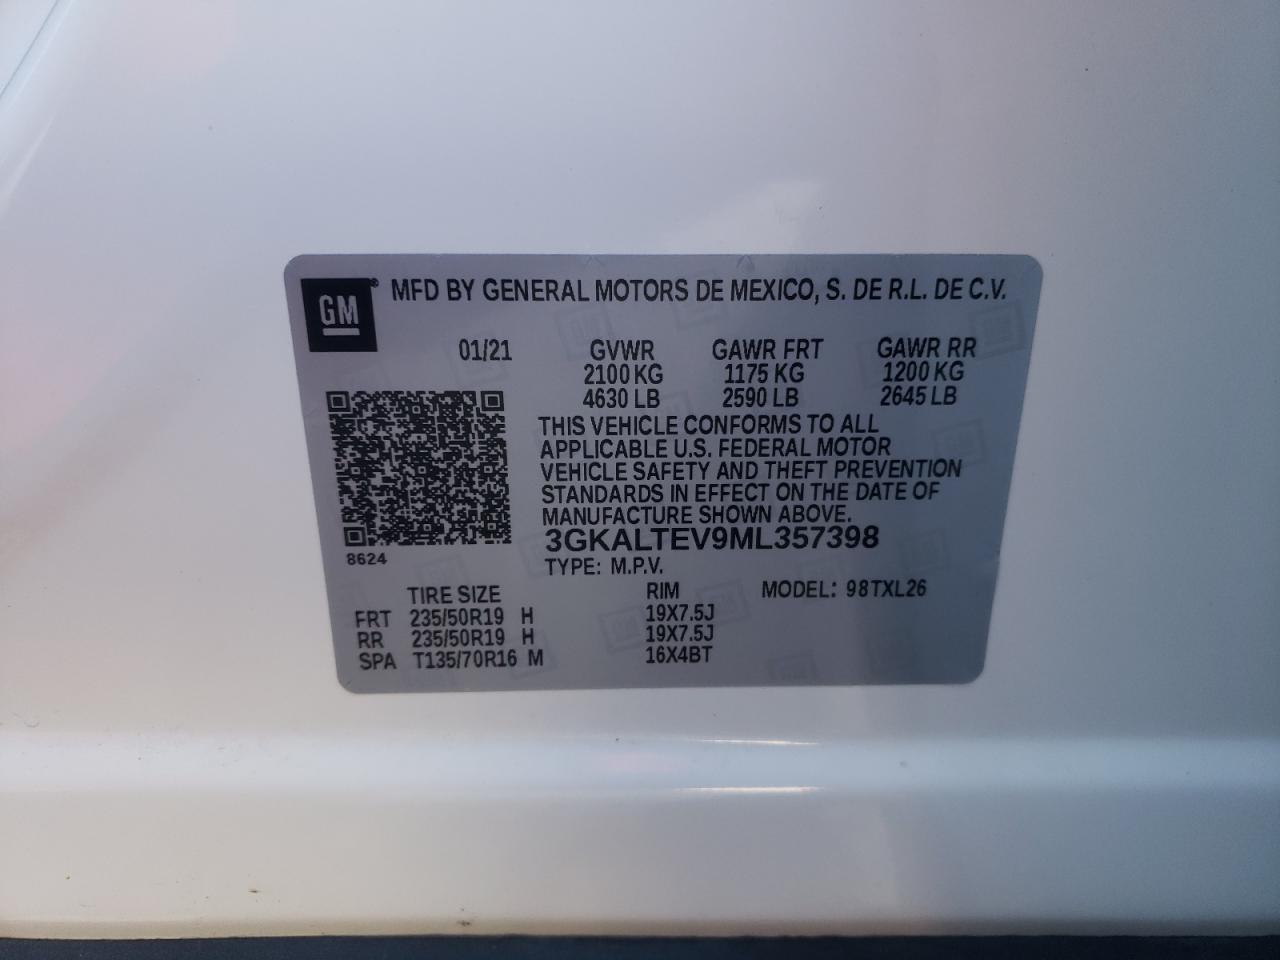 GM® MFD BY GENERAL MOTORS DE MEXICO, S. DE R.L. DE C.V.
01/21 GVWR GAWR FRT GAWR RR
2100 KG 1175 KG 1200 KG
4630 LB 2590 LB 2645 LB
THIS VEHICLE CONFORMS TO ALL
APPLICABLE U.S. FEDERAL MOTOR
VEHICLE SAFETY AND THEFT PREVENTION
STANDARDS IN EFFECT ON THE DATE OF
MANUFACTURE SHOWN ABOVE.
3GKALTEV9ML357398
8624 TYPE: M.P.V.
TIRE SIZE RIM MODEL: 98TXL26
FRT 235/50R19 H 19X7.5J
RR 235/50R19 H 19X7.5J
SPA T135/70R16 M 16X4BT